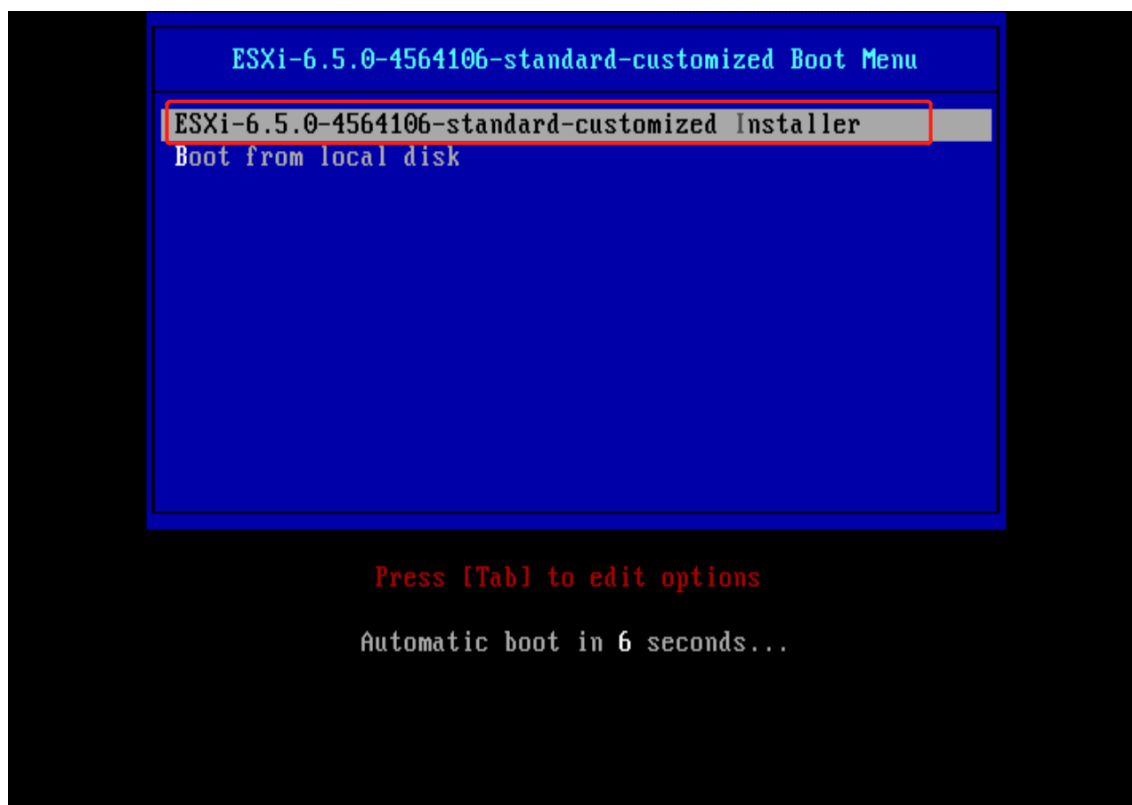 ESXi-6.5.0-4564106-standard-customized Boot Menu
ESXi-6.5.0-4564106-standard-customized Installer
Boot from local disk
Press [Tab] to edit options
Automatic boot in 6 seconds...